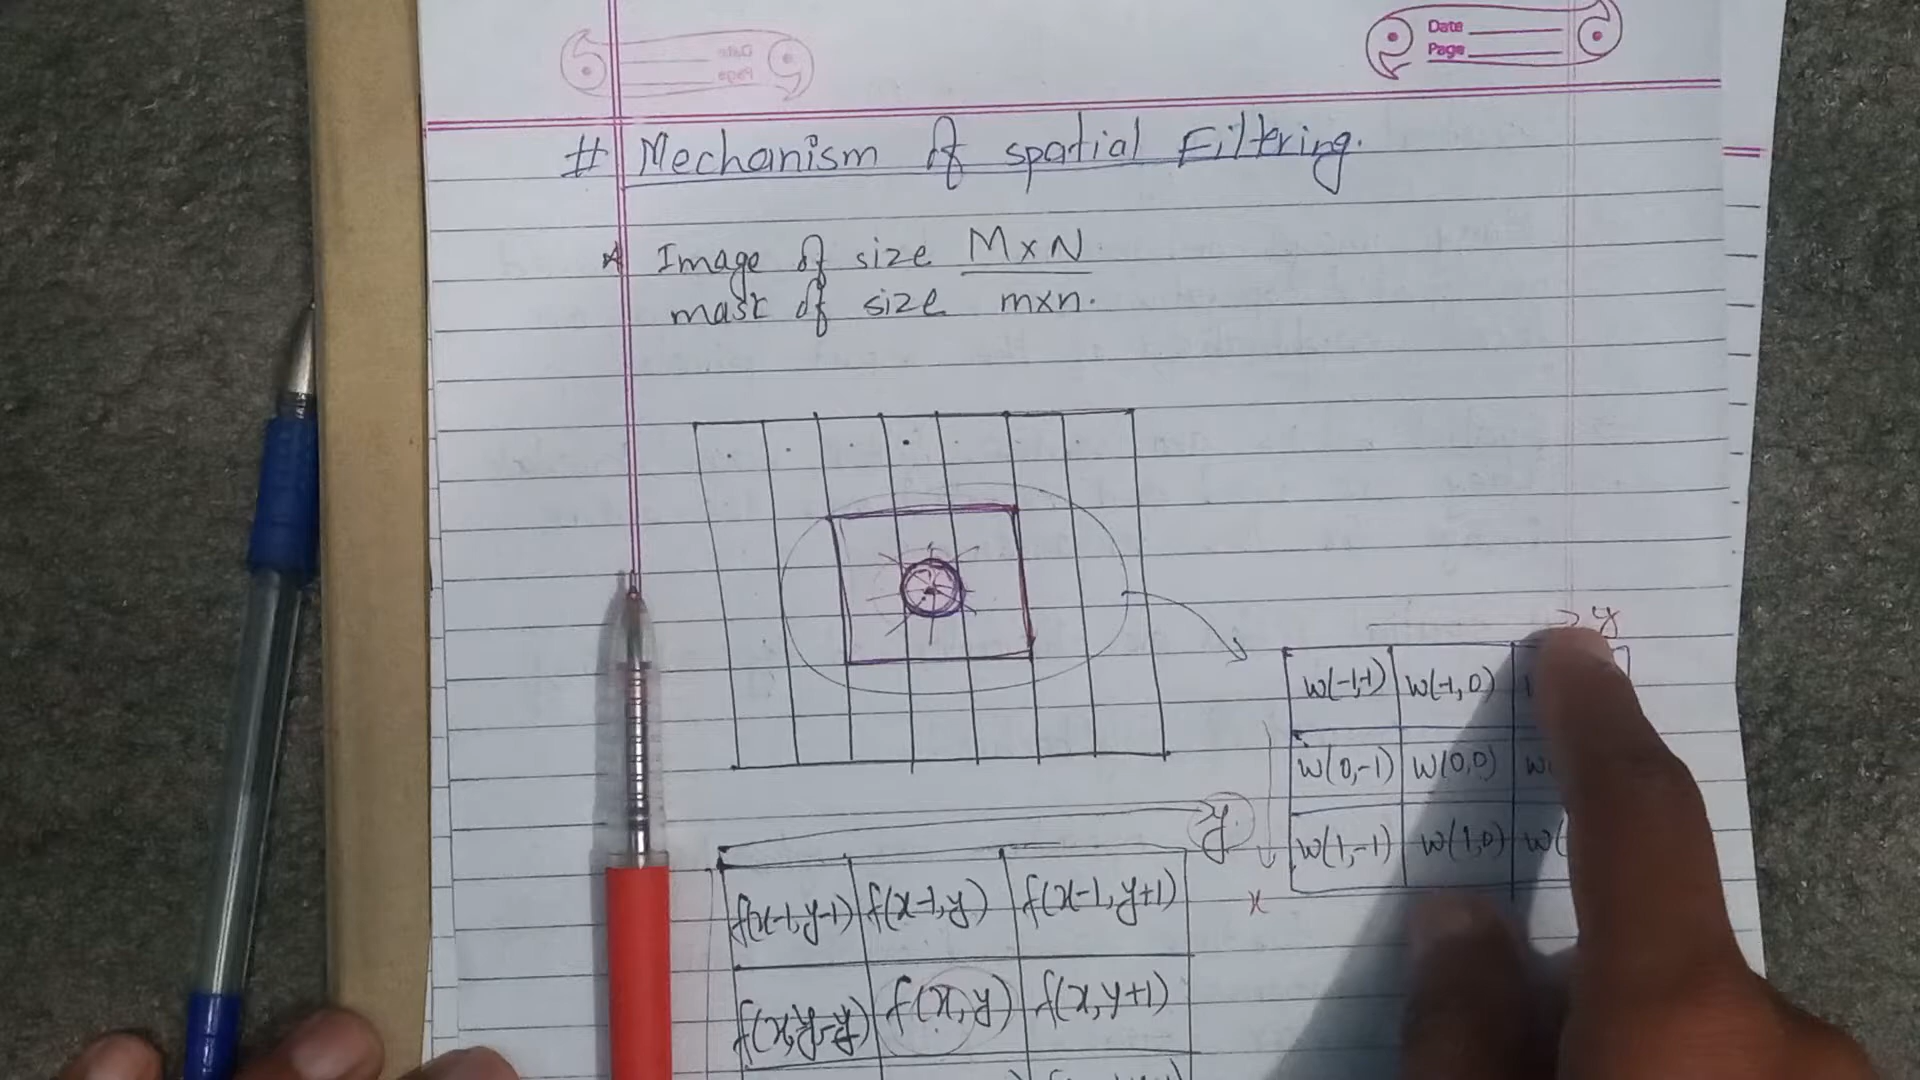 Date
Page
# Mechanism of spatial Filtring.
Image of size M×N.
mask of size m×n.
y
w(-1,-1) w(-1,0)
w(0,-1) w(0,0)
w(1,-1) w(1,0)
x
y
f(x-1,y-1) f(x-1,y) f(x-1,y+1)
f(x,y) f(x,y+1)